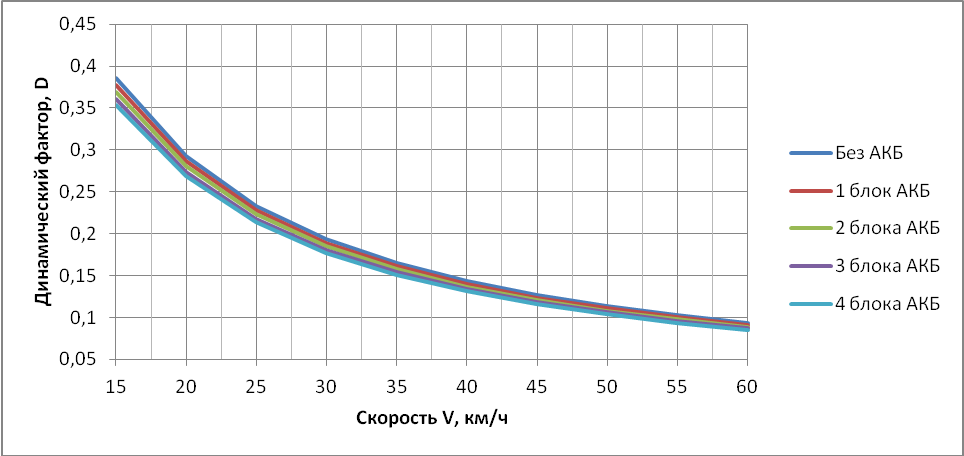 0,45
0,4
0,35
0,3
0,25
0,2
0,15
0,1
0,05
Динамический фактор, D
15 20 25 30 35 40 45 50 55 60
Скорость V, км/ч
Без АКБ
1 блок АКБ
2 блока АКБ
3 блока АКБ
4 блока АКБ